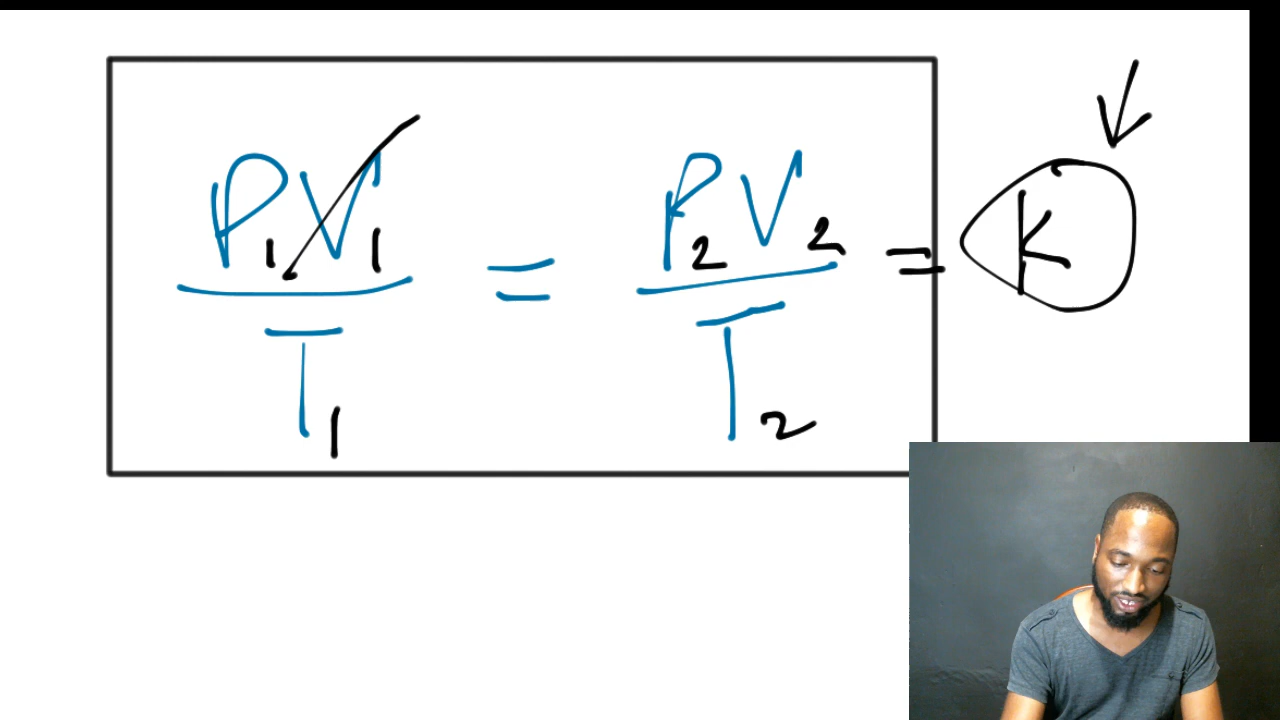 P₁V₁ = P₂V₂ = K
T₁ T₂